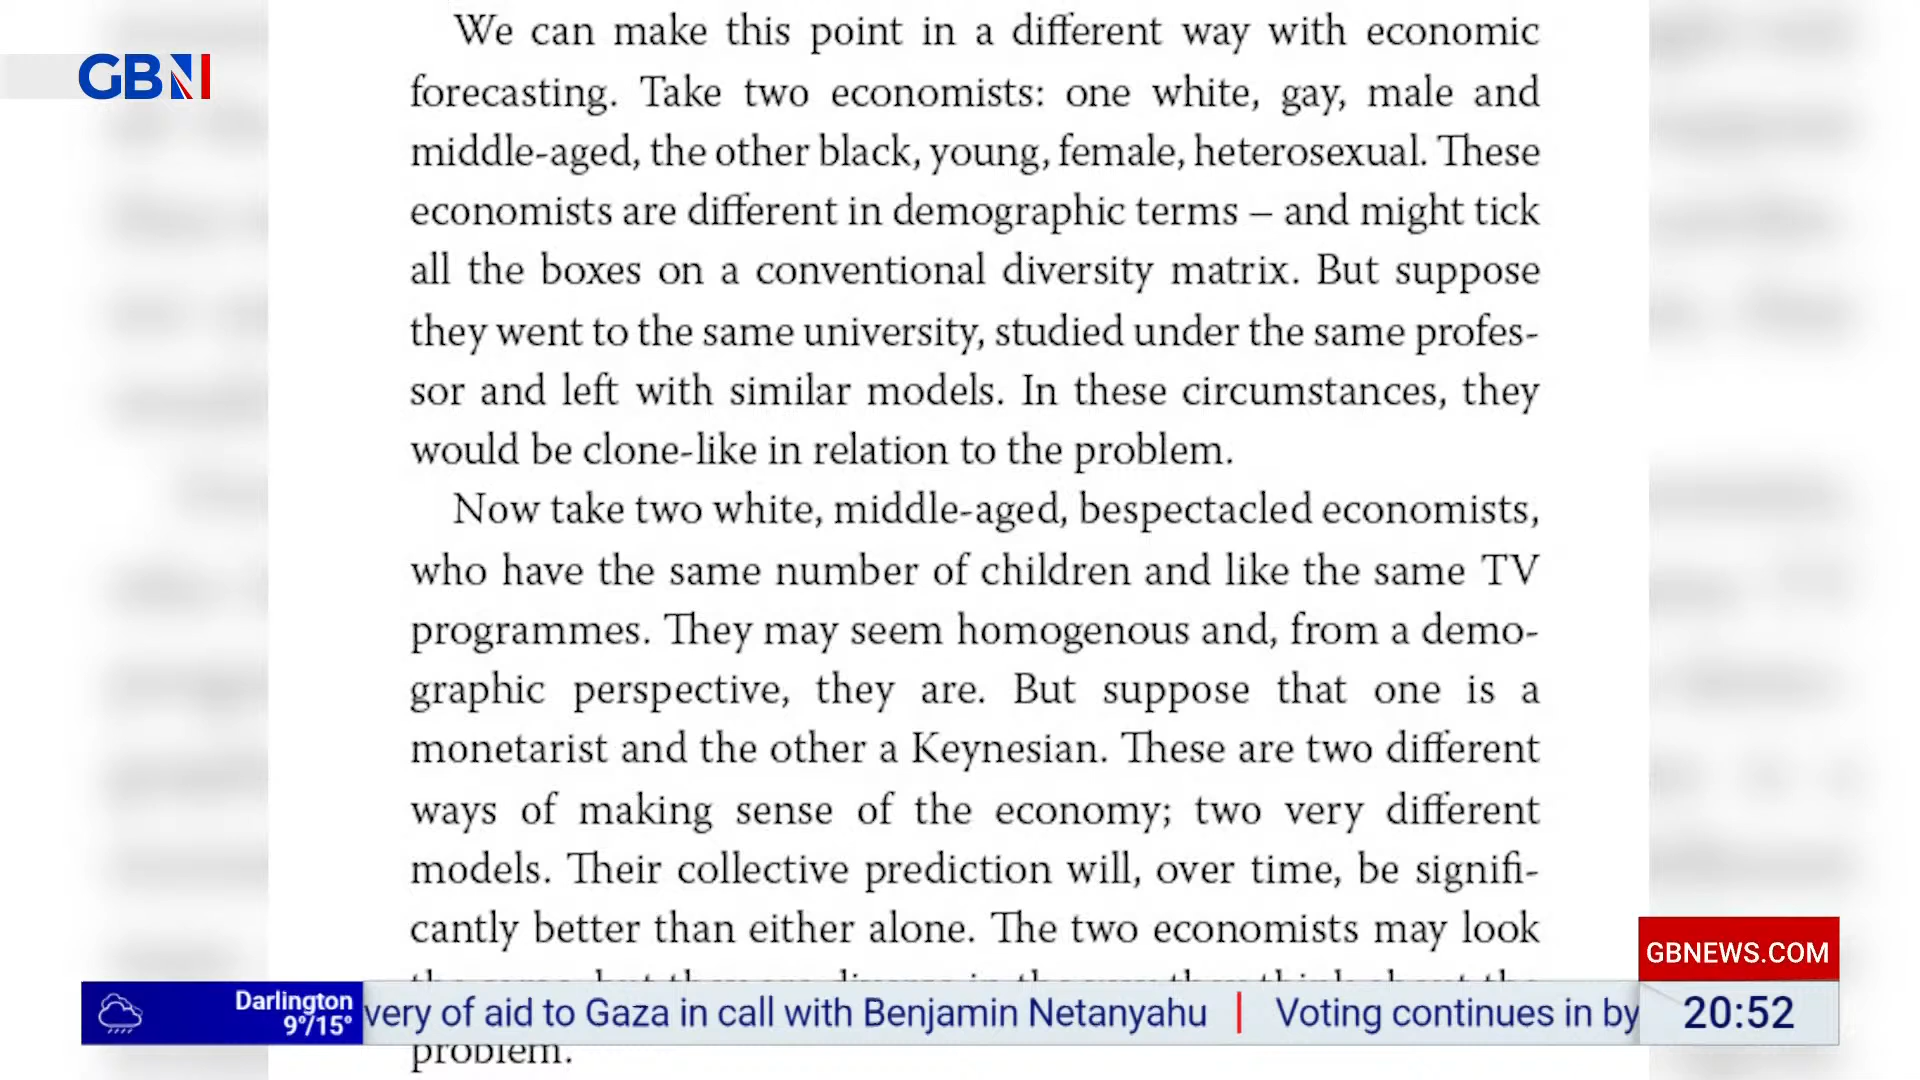 GBN
We can make this point in a different way with economic
forecasting. Take two economists: one white, gay, male and
middle-aged, the other black, young, female, heterosexual. These
economists are different in demographic terms – and might tick
all the boxes on a conventional diversity matrix. But suppose
they went to the same university, studied under the same profes-
sor and left with similar models. In these circumstances, they
would be clone-like in relation to the problem.
Now take two white, middle-aged, bespectacled economists,
who have the same number of children and like the same TV
programmes. They may seem homogenous and, from a demo-
graphic perspective, they are. But suppose that one is a
monetarist and the other a Keynesian. These are two different
ways of making sense of the economy; two very different
models. Their collective prediction will, over time, be signifi-
cantly better than either alone. The two economists may look
problem.
GBNEWS.COM
Darlington
9°/15°
very of aid to Gaza in call with Benjamin Netanyahu | Voting continues in by
20:52